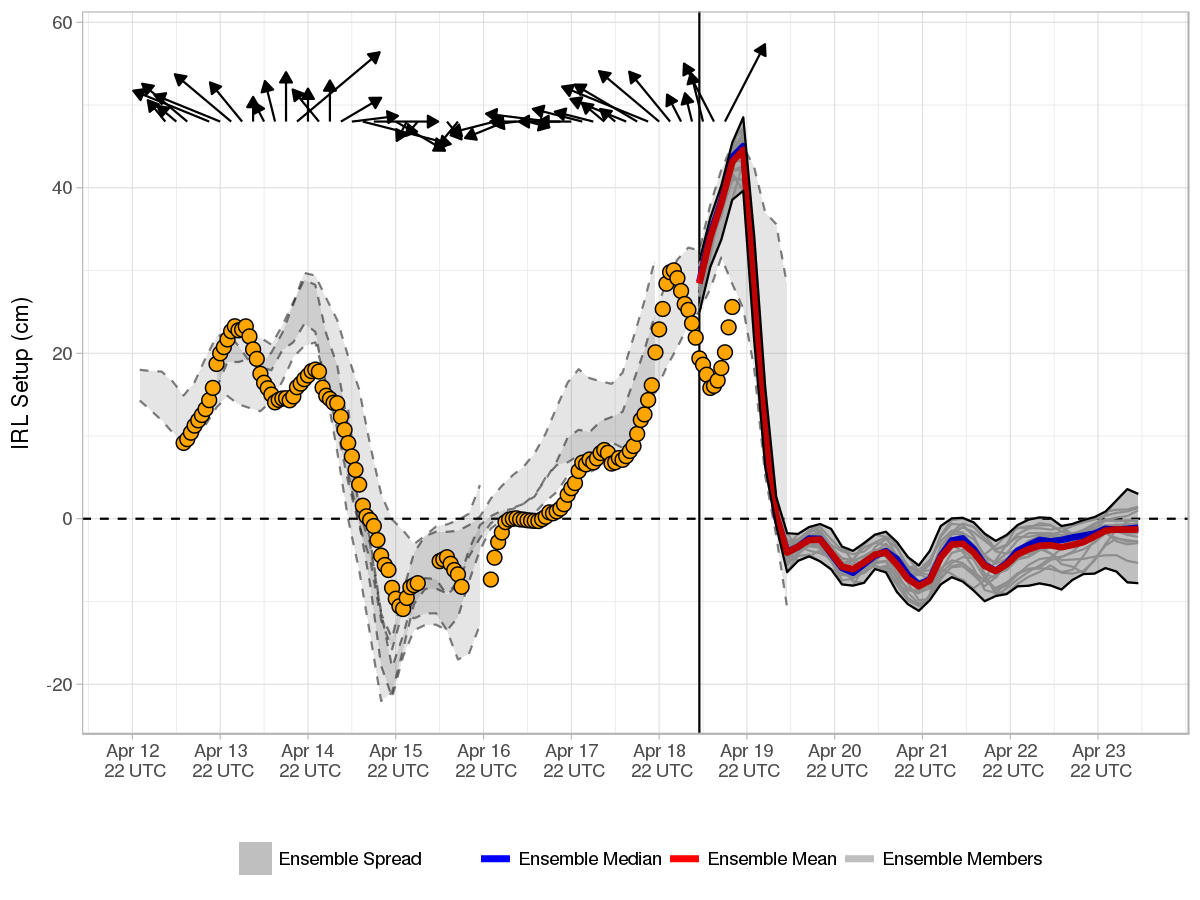 60
40
20
0
-20
IRL Setup (cm)
Apr 12 Apr 13 Apr 14 Apr 15 Apr 16 Apr 17 Apr 18 Apr 19 Apr 20 Apr 21 Apr 22 Apr 23
22 UTC 22 UTC 22 UTC 22 UTC 22 UTC 22 UTC 22 UTC 22 UTC 22 UTC 22 UTC 22 UTC 22 UTC
Ensemble Spread Ensemble Median Ensemble Mean Ensemble Members